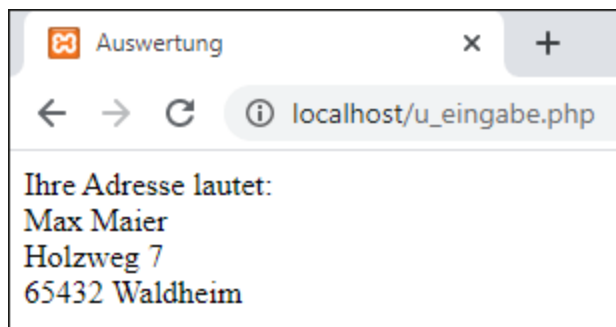 Auswertung
localhost/u_eingabe.php
Ihre Adresse lautet:
Max Maier
Holzweg 7
65432 Waldheim